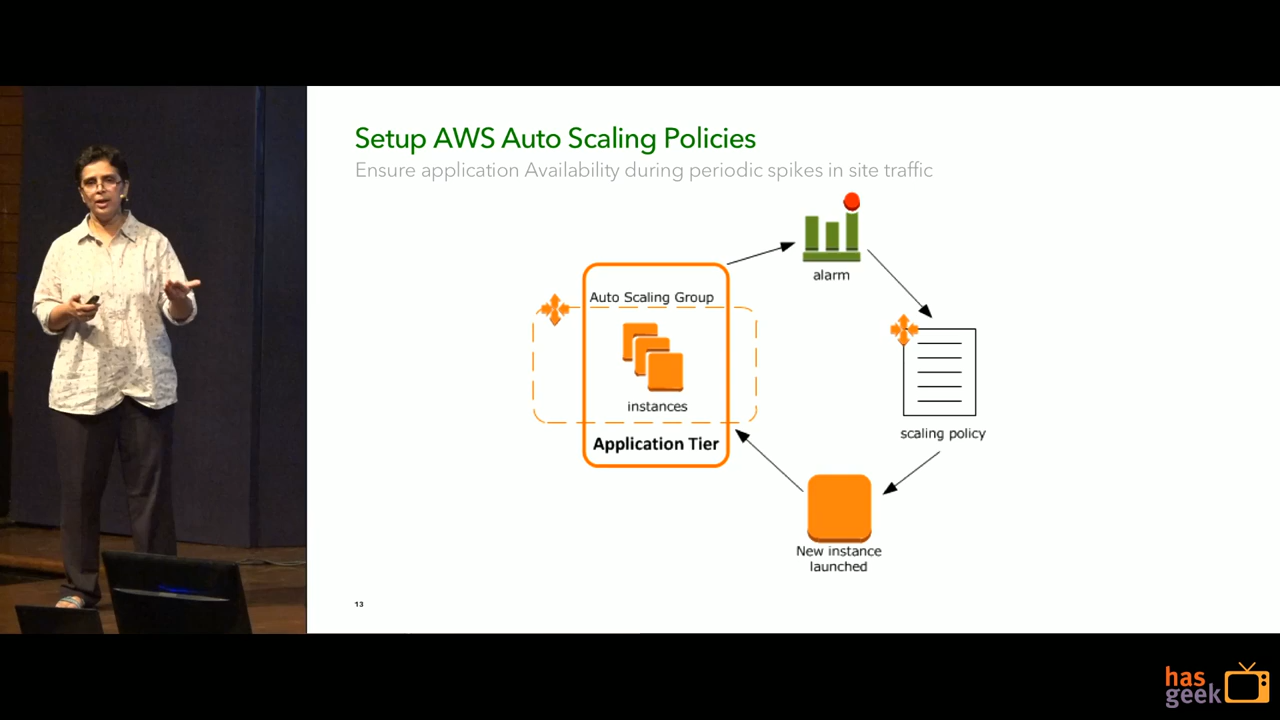 Setup AWS Auto Scaling Policies
Ensure application Availability during periodic spikes in site traffic
alarm
Auto Scaling Group
instances
Application Tier
scaling policy
New instance
launched
13
has
geek